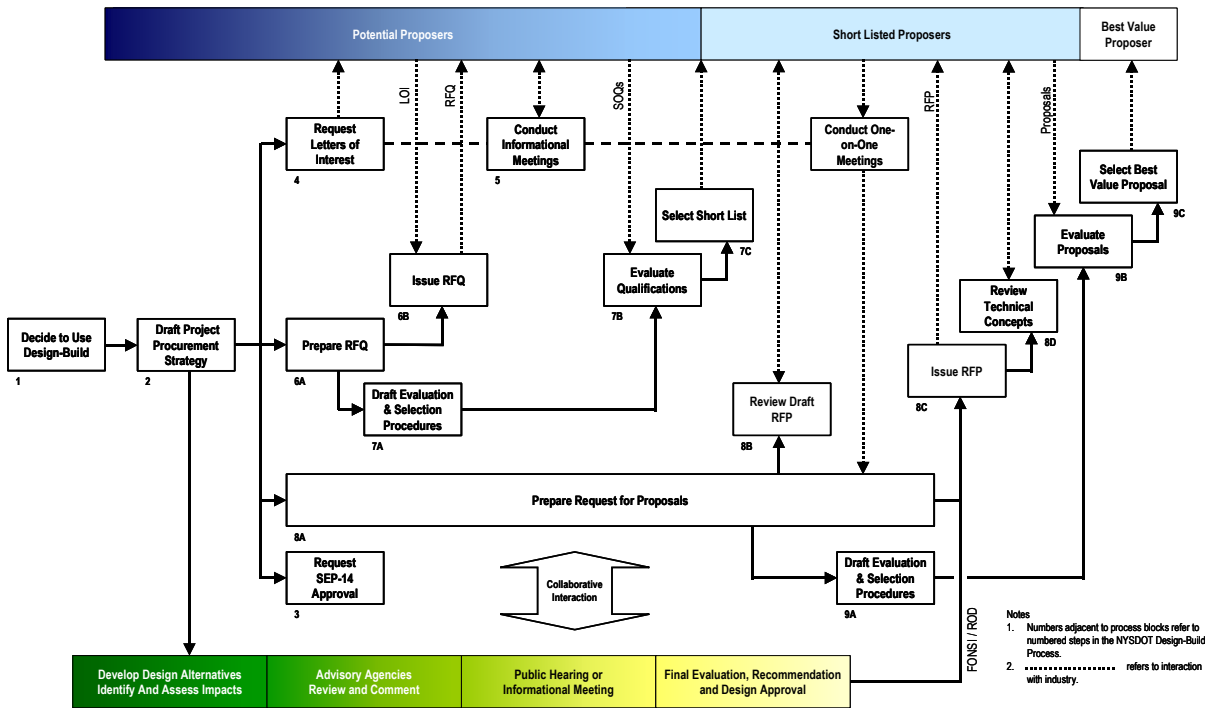 Potential Proposers
Short Listed Proposers
Best Value
Proposer
LOI
RFQ
SOQs
RFP
Proposals
Request
Letters of
Interest
4
Conduct
Informational
Meetings
5
Conduct One-
on-One
Meetings
Select Best
Value Proposal
9C
Select Short List
7C
Evaluate
Proposals
9B
Issue RFQ
6B
Evaluate
Qualifications
7B
Review
Technical
Concepts
8D
Decide to Use
Design-Build
1
Draft Project
Procurement
Strategy
2
Prepare RFQ
6A
Issue RFP
8C
Draft Evaluation
& Selection
Procedures
7A
Review Draft
RFP
8B
Prepare Request for Proposals
8A
Request
SEP-14
Approval
3
Collaborative
Interaction
Draft Evaluation
& Selection
Procedures
9A
FONSI / ROD
Notes
1. Numbers adjacent to process blocks refer to
numbered steps in the NYSDOT Design-Build
Process.
2. refers to interaction
with industry.
Develop Design Alternatives
Identify And Assess Impacts
Advisory Agencies
Review and Comment
Public Hearing or
Informational Meeting
Final Evaluation, Recommendation
and Design Approval